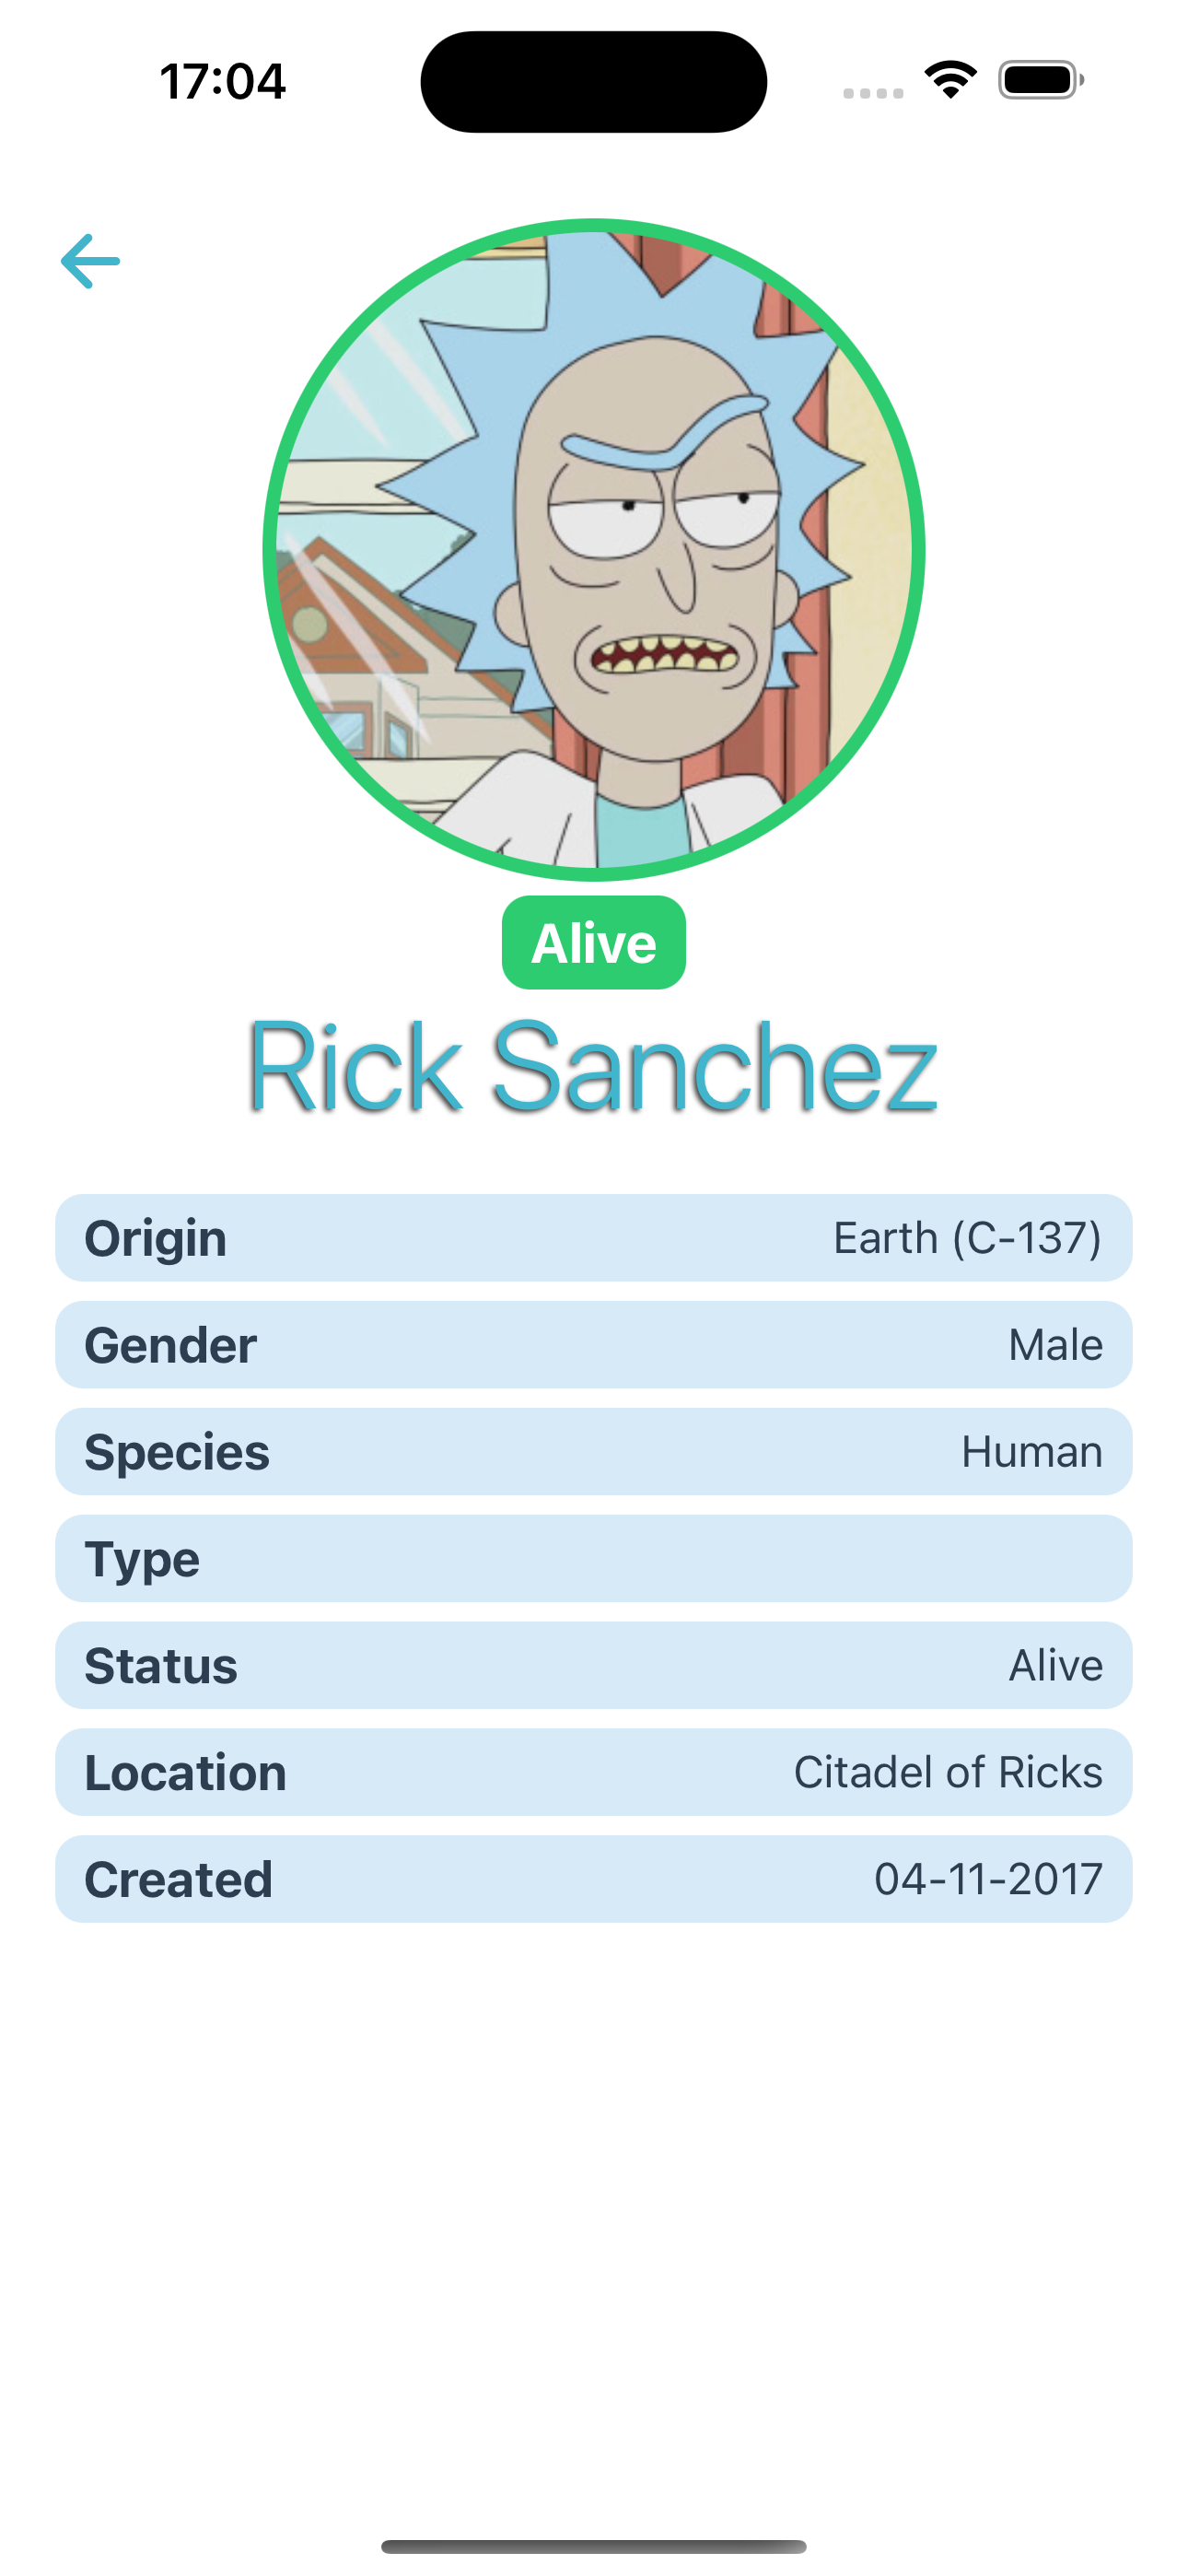 17:04
Alive
Rick Sanchez
Origin Earth (C-137)
Gender Male
Species Human
Type
Status Alive
Location Citadel of Ricks
Created 04-11-2017